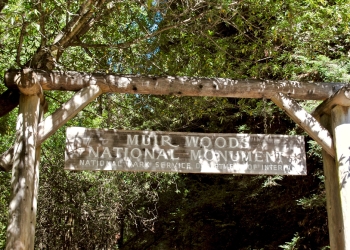 MUIR WOODS
NATIONAL MONUMENT
NATIONAL PARK SERVICE